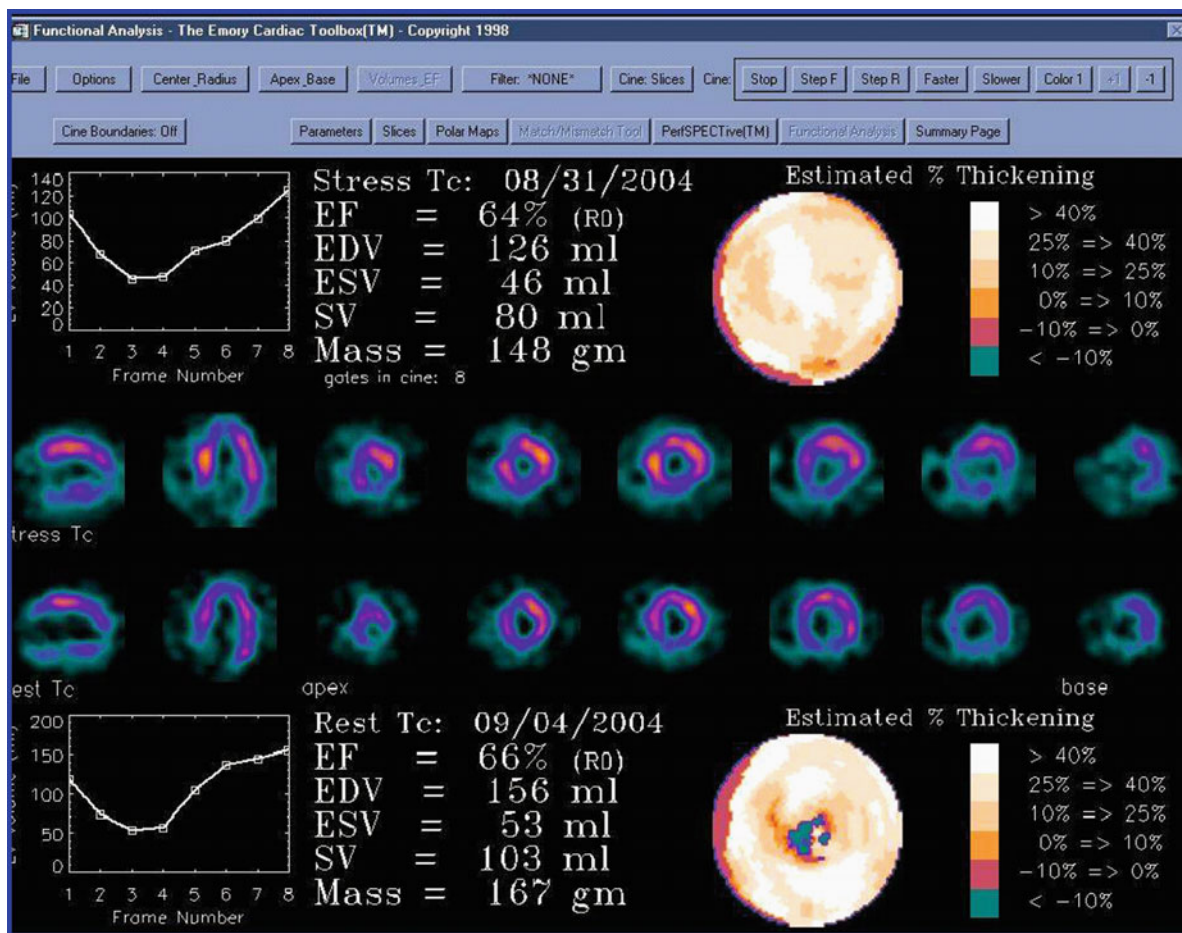 Functional Analysis - The Emory Cardiac Toolbox(TM) - Copyright 1998
File Options Center_Radius Apex_Base Volumes_EF Filter: *NONE* Cine: Slices Cine: Stop Step F Step R Faster Slower Color 1 +1 -1
Cine Boundaries: Off Parameters Slices Polar Maps Match/Mismatch Tool PerfSPECTive(TM) Functional Analysis Summary Page
140
120
100
80
60
40
20
0
1 2 3 4 5 6 7 8
Frame Number
Stress Tc: 08/31/2004
EF = 64% (R0)
EDV = 126 ml
ESV = 46 ml
SV = 80 ml
Mass = 148 gm
gates in cine: 8
Estimated % Thickening
> 40%
25% => 40%
10% => 25%
0% => 10%
-10% => 0%
< -10%
tress Tc
est Tc
apex
base
200
150
100
50
0
1 2 3 4 5 6 7 8
Frame Number
Rest Tc: 09/04/2004
EF = 66% (R0)
EDV = 156 ml
ESV = 53 ml
SV = 103 ml
Mass = 167 gm
Estimated % Thickening
> 40%
25% => 40%
10% => 25%
0% => 10%
-10% => 0%
< -10%